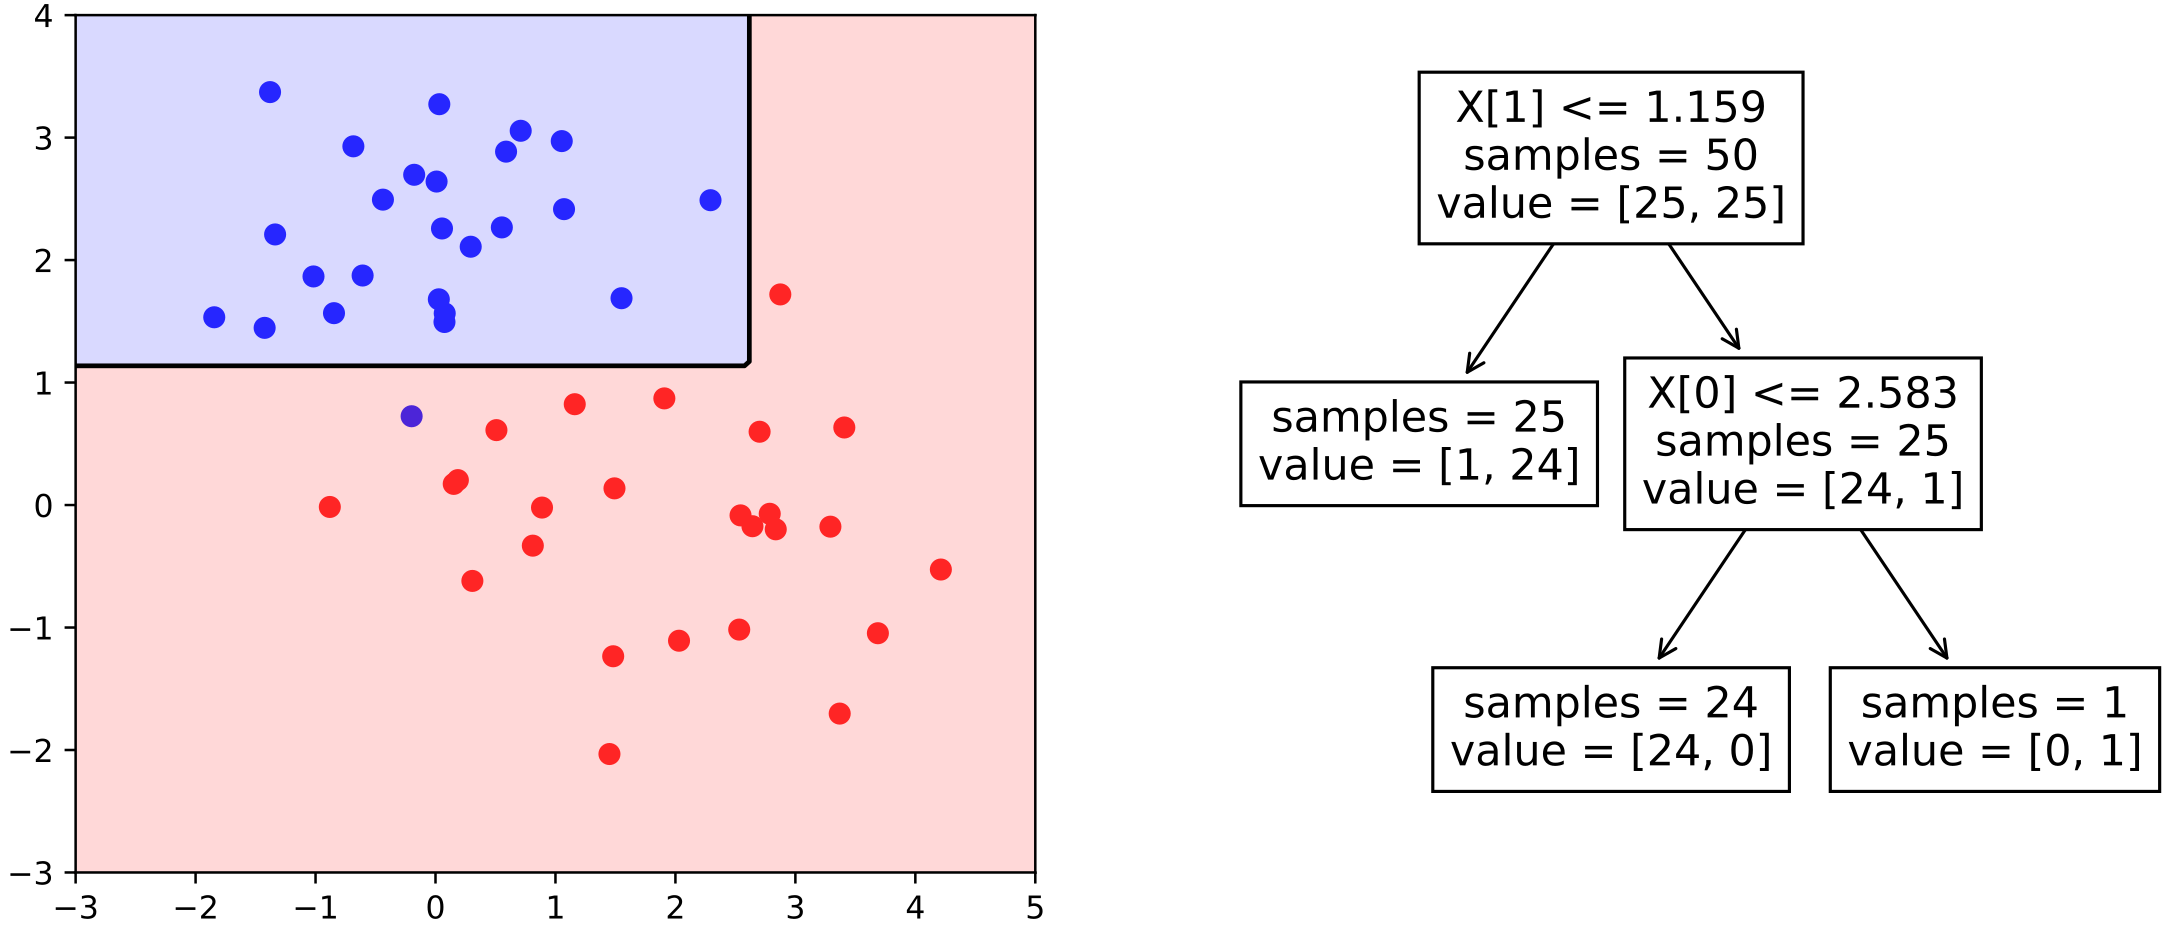 4
3
2
1
0
−1
−2
−3
−3 −2 −1 0 1 2 3 4 5
X[1] <= 1.159
samples = 50
value = [25, 25]
samples = 25
value = [1, 24]
X[0] <= 2.583
samples = 25
value = [24, 1]
samples = 24
value = [24, 0]
samples = 1
value = [0, 1]